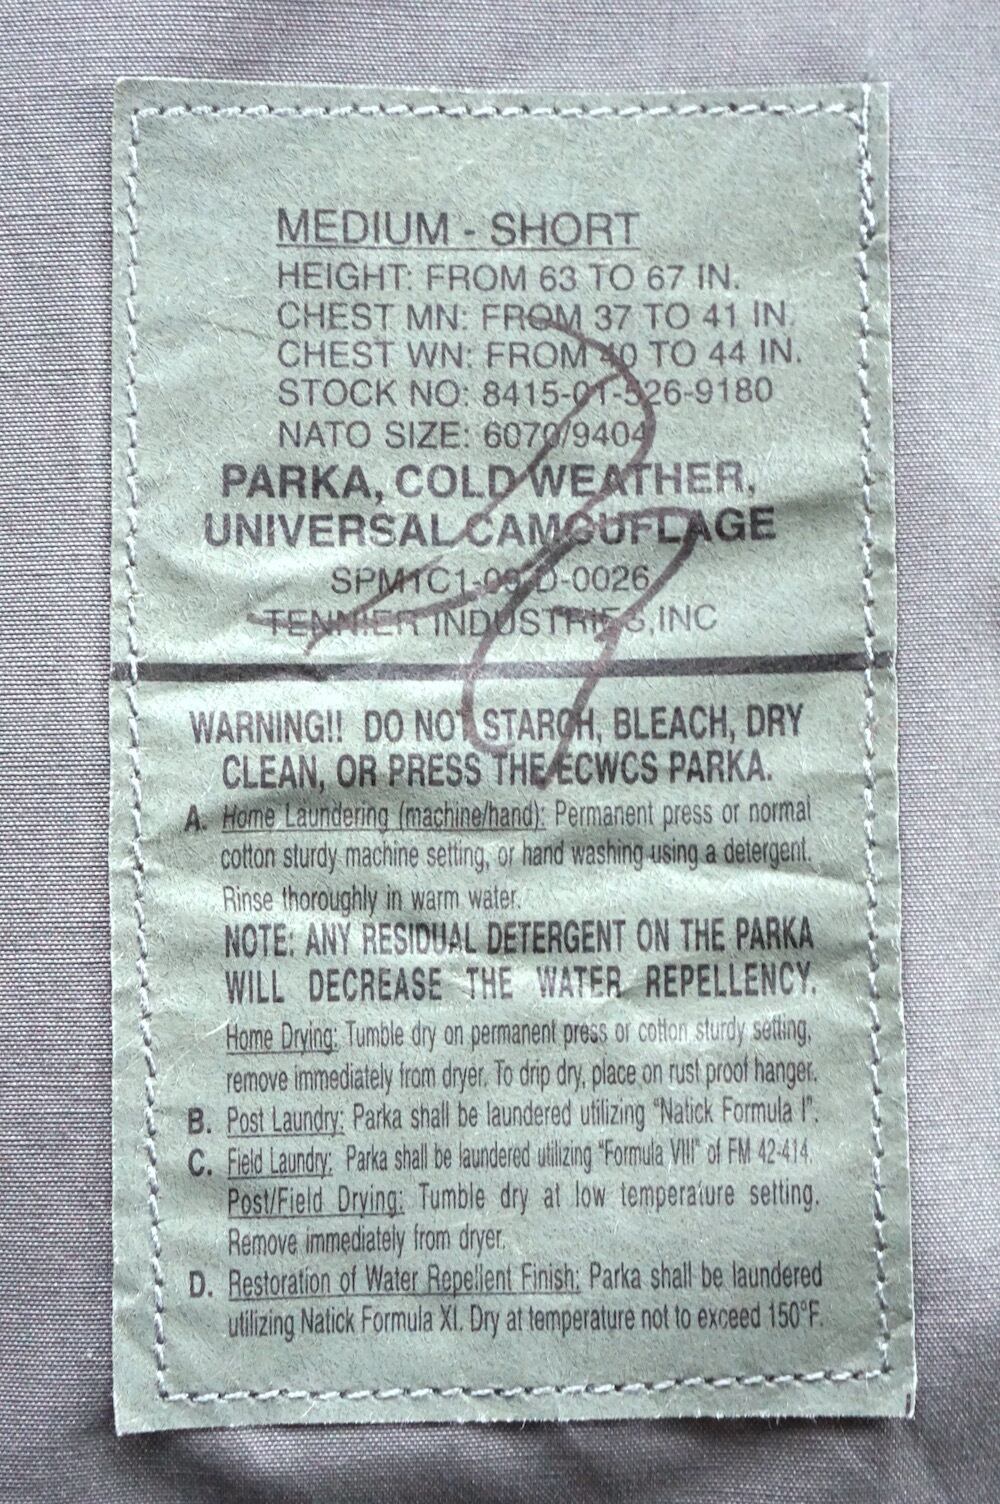 MEDIUM - SHORT
HEIGHT: FROM 63 TO 67 IN.
CHEST MN: FROM 37 TO 41 IN.
CHEST WN: FROM 40 TO 44 IN.
STOCK NO: 8415-01-526-9180
NATO SIZE: 6070/9404
PARKA, COLD WEATHER,
UNIVERSAL CAMOUFLAGE
SPM1C1-09-D-0026
TENNIER INDUSTRIES, INC
WARNING!! DO NOT STARCH, BLEACH, DRY
CLEAN, OR PRESS THE ECWCS PARKA.
A. Home Laundering (machine/hand): Permanent press or normal
cotton sturdy machine setting, or hand washing using a detergent.
Rinse thoroughly in warm water.
NOTE: ANY RESIDUAL DETERGENT ON THE PARKA
WILL DECREASE THE WATER REPELLENCY.
Home Drying: Tumble dry on permanent press or cotton sturdy setting,
remove immediately from dryer. To drip dry, place on rust proof hanger.
B. Post Laundry: Parka shall be laundered utilizing "Natick Formula I".
C. Field Laundry: Parka shall be laundered utilizing "Formula VIII" of FM 42-414.
Post/Field Drying: Tumble dry at low temperature setting.
Remove immediately from dryer.
D. Restoration of Water Repellent Finish: Parka shall be laundered
utilizing Natick Formula XI. Dry at temperature not to exceed 150°F.